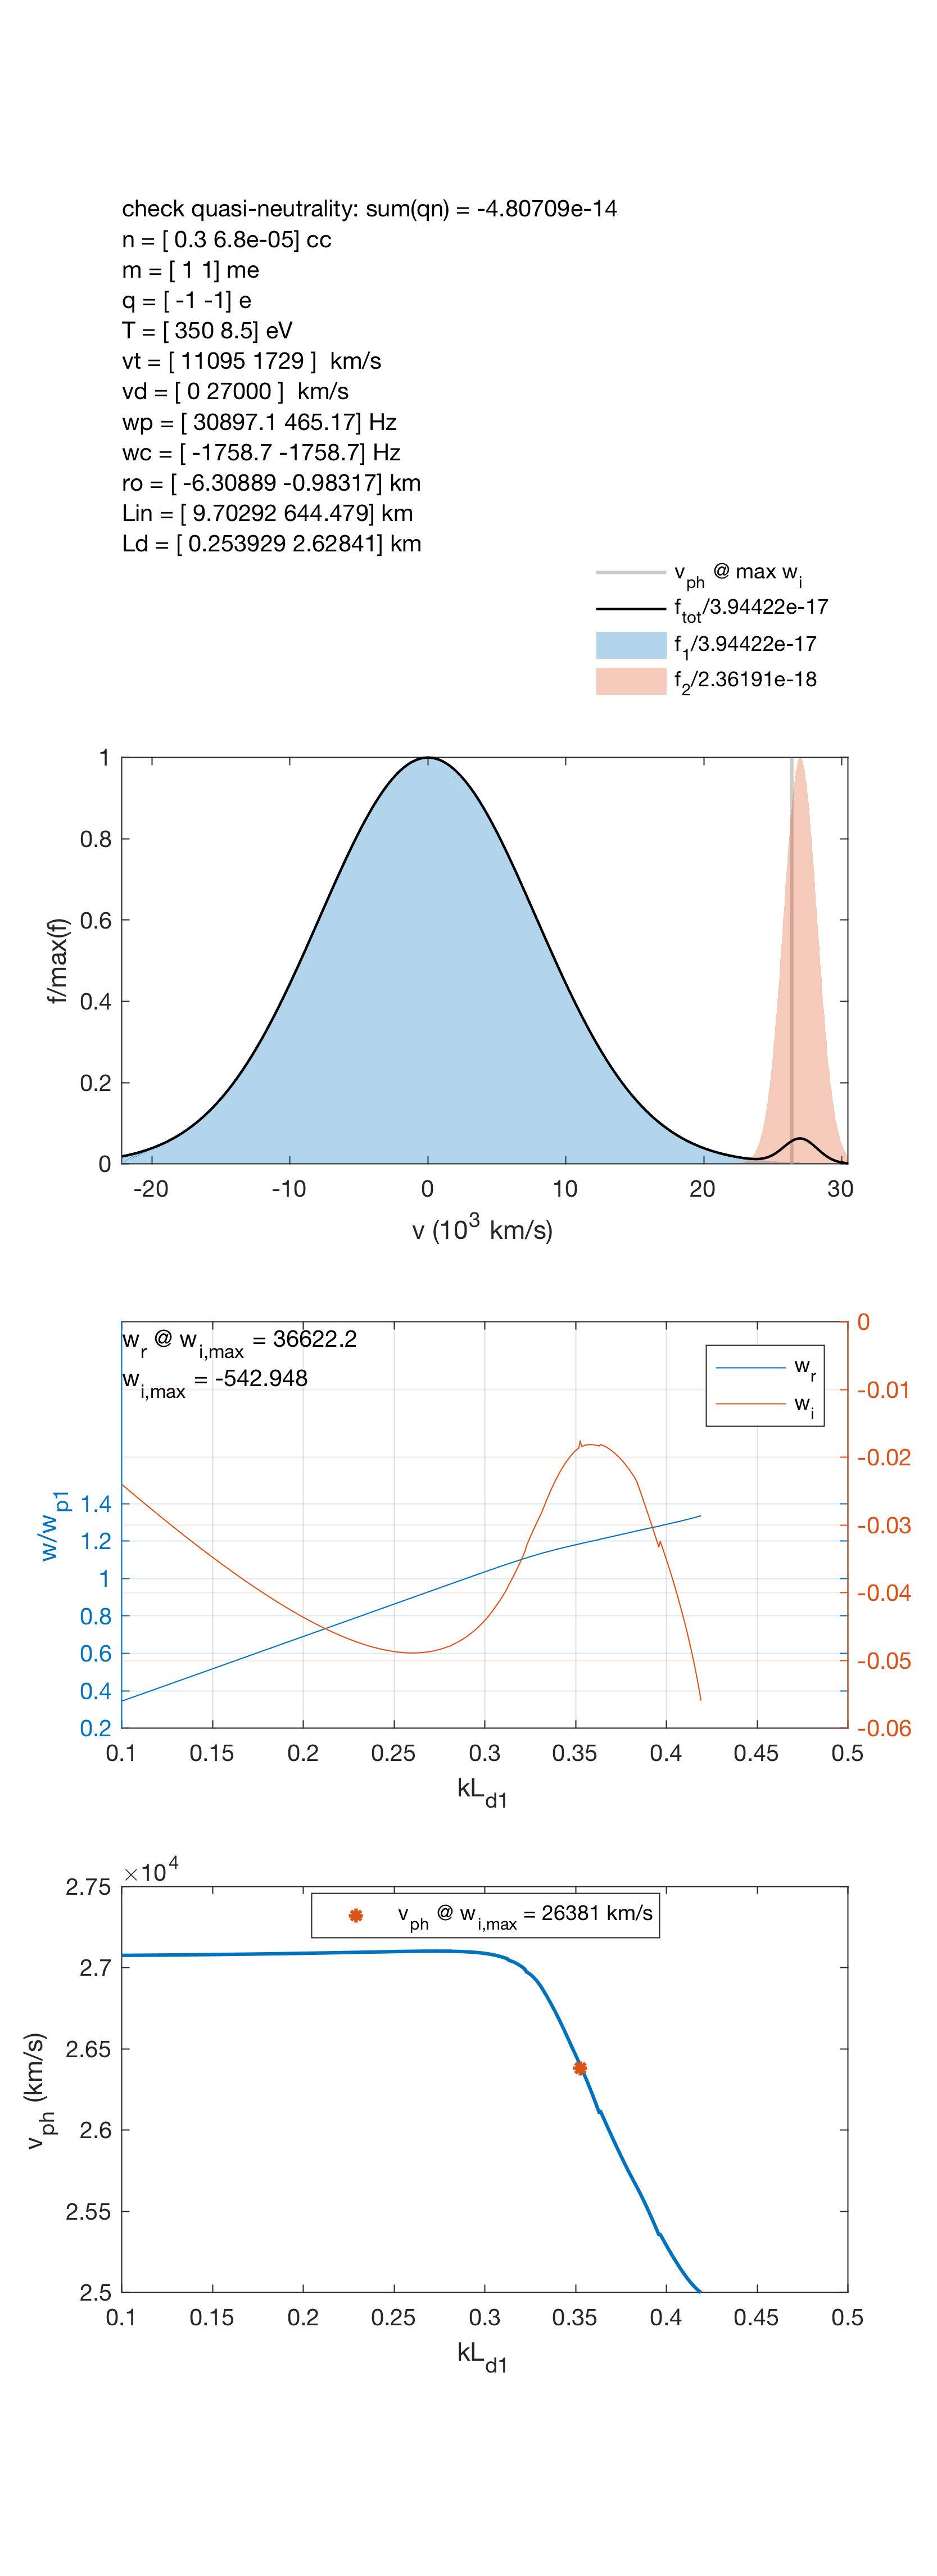 check quasi-neutrality: sum(qn) = -4.80709e-14
n = [ 0.3 6.8e-05] cc
m = [ 1 1] me
q = [ -1 -1] e
T = [ 350 8.5] eV
vt = [ 11095 1729 ] km/s
vd = [ 0 27000 ] km/s
wp = [ 30897.1 465.17] Hz
wc = [ -1758.7 -1758.7] Hz
ro = [ -6.30889 -0.98317] km
Lin = [ 9.70292 644.479] km
Ld = [ 0.253929 2.62841] km
v_ph @ max w_i
f_tot/3.94422e-17
f_1/3.94422e-17
f_2/2.36191e-18
1
0.8
0.6
0.4
0.2
0
f/max(f)
-20 -10 0 10 20 30
v (10^3 km/s)
w_r @ w_i,max = 36622.2
w_i,max = -542.948
w_r
w_i
1.4
1.2
1
0.8
0.6
0.4
0.2
w/w_p1
0
-0.01
-0.02
-0.03
-0.04
-0.05
-0.06
0.1 0.15 0.2 0.25 0.3 0.35 0.4 0.45 0.5
kL_d1
×10^4
v_ph @ w_i,max = 26381 km/s
2.75
2.7
2.65
2.6
2.55
2.5
v_ph (km/s)
0.1 0.15 0.2 0.25 0.3 0.35 0.4 0.45 0.5
kL_d1